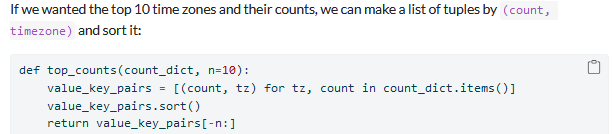 If we wanted the top 10 time zones and their counts, we can make a list of tuples by (count,
timezone) and sort it:
def top_counts(count_dict, n=10):
    value_key_pairs = [(count, tz) for tz, count in count_dict.items()]
    value_key_pairs.sort()
    return value_key_pairs[-n:]